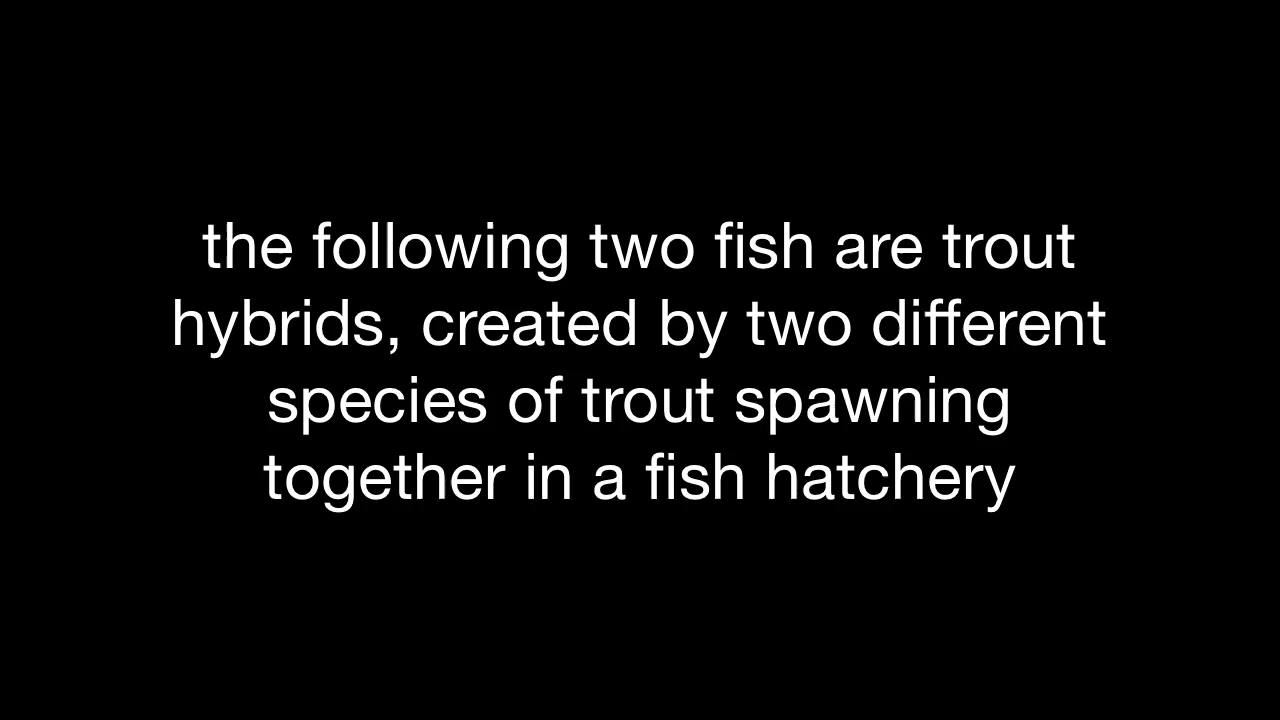 the following two fish are trout
hybrids, created by two different
species of trout spawning
together in a fish hatchery